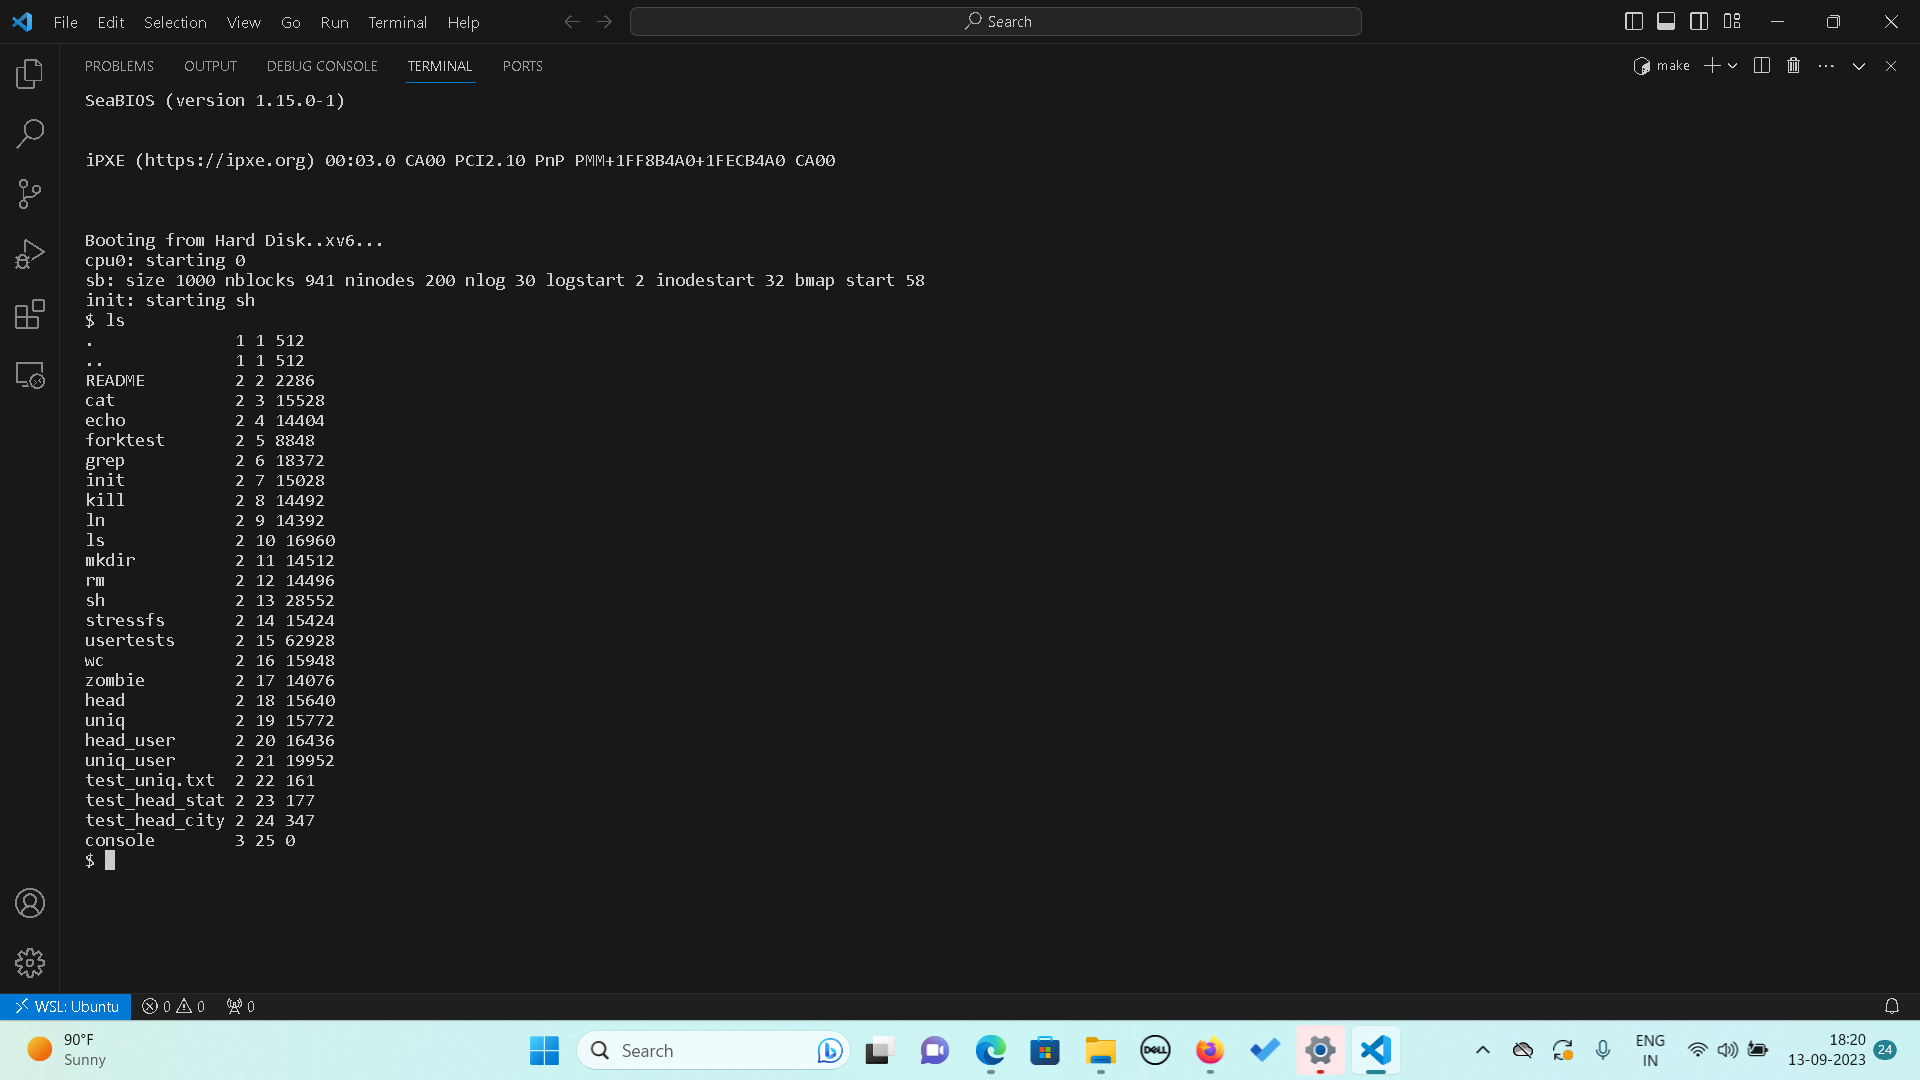 File Edit Selection View Go Run Terminal Help Search
PROBLEMS OUTPUT DEBUG CONSOLE TERMINAL PORTS make
SeaBIOS (version 1.15.0-1)
iPXE (https://ipxe.org) 00:03.0 CA00 PCI2.10 PnP PMM+1FF8B4A0+1FECB4A0 CA00
Booting from Hard Disk..xv6...
cpu0: starting 0
sb: size 1000 nblocks 941 ninodes 200 nlog 30 logstart 2 inodestart 32 bmap start 58
init: starting sh
$ ls
. 1 1 512
.. 1 1 512
README 2 2 2286
cat 2 3 15528
echo 2 4 14404
forktest 2 5 8848
grep 2 6 18372
init 2 7 15028
kill 2 8 14492
ln 2 9 14392
ls 2 10 16960
mkdir 2 11 14512
rm 2 12 14496
sh 2 13 28552
stressfs 2 14 15424
usertests 2 15 62928
wc 2 16 15948
zombie 2 17 14076
head 2 18 15640
uniq 2 19 15772
head_user 2 20 16436
uniq_user 2 21 19952
test_uniq.txt 2 22 161
test_head_stat 2 23 177
test_head_city 2 24 347
console 3 25 0
$
WSL: Ubuntu 0 0 0
90°F
Sunny
Search
DELL
ENG
IN
18:20
13-09-2023
24